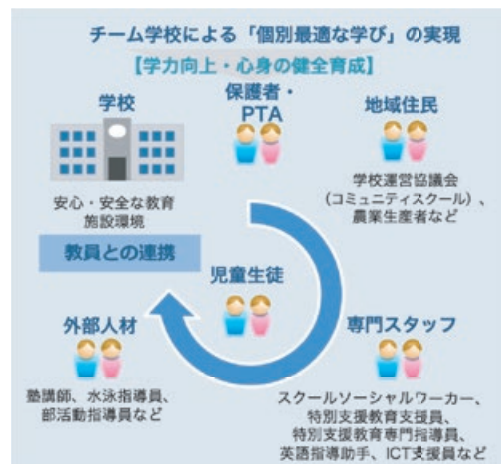 チーム学校による「個別最適な学び」の実現
【学力向上・心身の健全育成】
学校
安心・安全な教育
施設環境
教員との連携
保護者・
PTA
地域住民
学校運営協議会
(コミュニティスクール)、
農業生産者など
児童生徒
外部人材
塾講師、水泳指導員、
部活動指導員など
専門スタッフ
スクールソーシャルワーカー、
特別支援教育支援員、
特別支援教育専門指導員、
英語指導助手、ICT支援員など